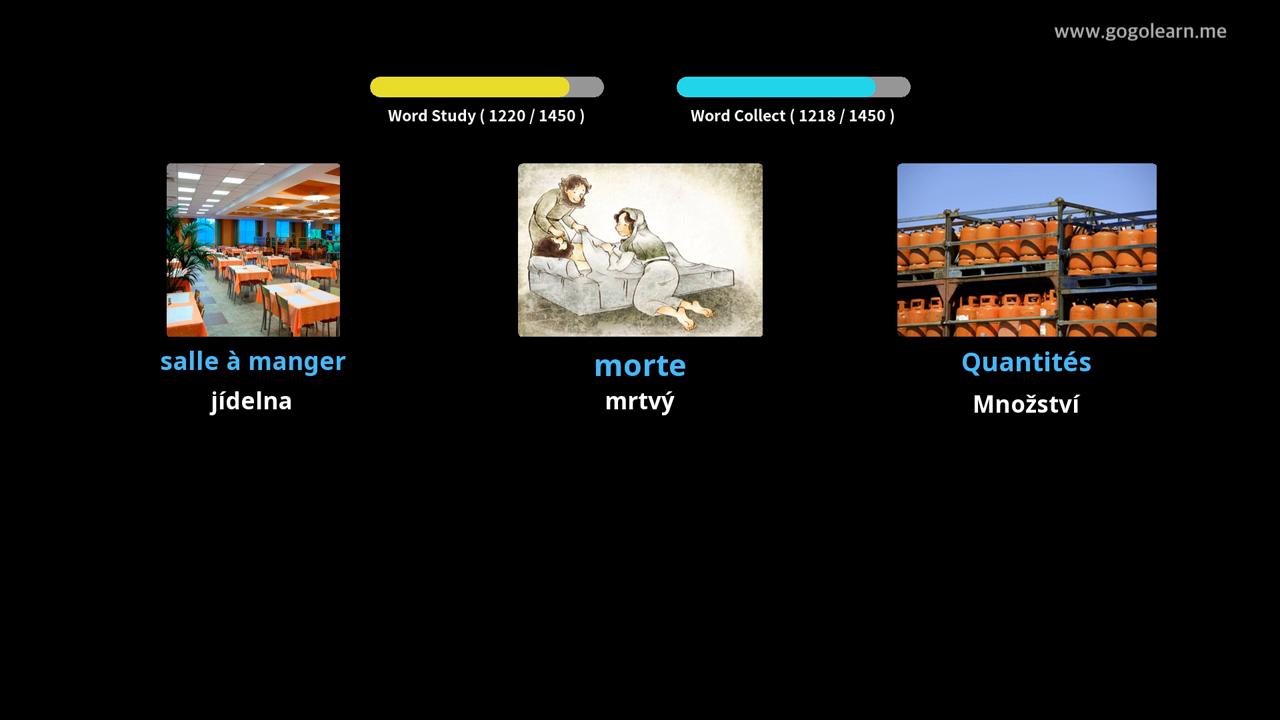 www.gogolearn.me
Word Study ( 1220 / 1450 )
Word Collect ( 1218 / 1450 )
salle à manger
morte
Quantités
jídelna
mrtvý
Množství